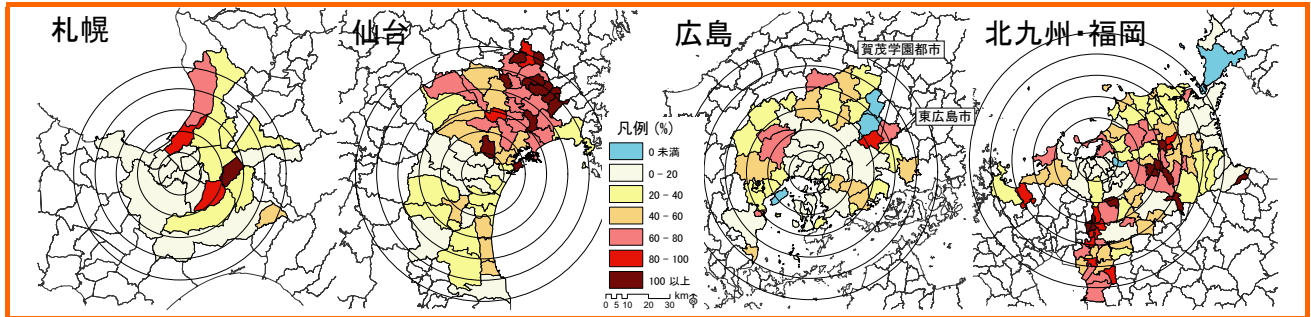 札幌
仙台
広島
北九州・福岡
賀茂学園都市
東広島市
凡例 (%)
0 未満
0 - 20
20 - 40
40 - 60
60 - 80
80 - 100
100 以上
km
0 5 10 20 30